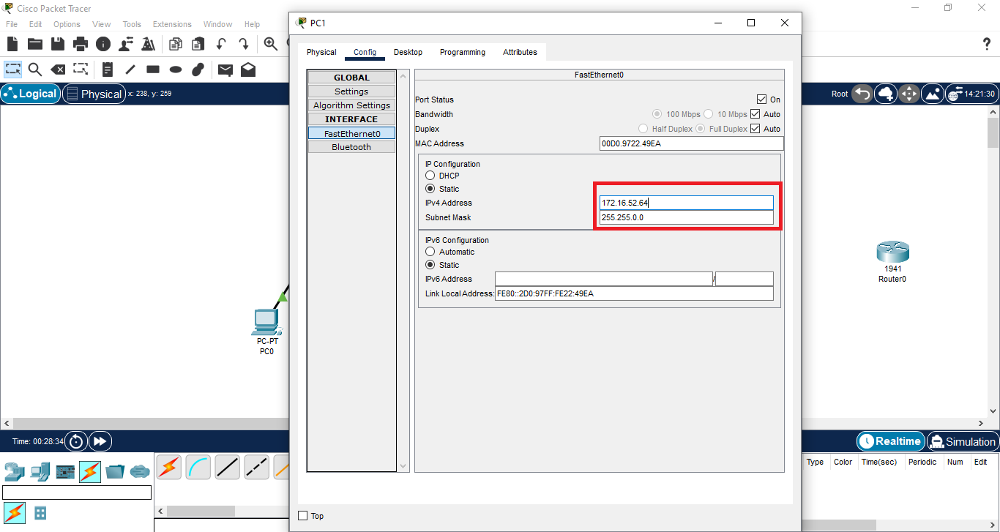 Cisco Packet Tracer
File Edit Options View Tools Extensions Window Help
PC1
Physical Config Desktop Programming Attributes
Logical Physical x: 238, y: 259
Root 14:21:30
GLOBAL
Settings
Algorithm Settings
INTERFACE
FastEthernet0
Bluetooth
FastEthernet0
Port Status On
Bandwidth 100 Mbps 10 Mbps Auto
Duplex Half Duplex Full Duplex Auto
MAC Address 00D0.9722.49EA
IP Configuration
DHCP
Static
IPv4 Address 172.16.52.64
Subnet Mask 255.255.0.0
IPv6 Configuration
Automatic
Static
IPv6 Address /
Link Local Address: FE80::2D0:97FF:FE22:49EA
PC-PT
PC0
1941
Router0
Time: 00:28:34
Realtime Simulation
Type Color Time(sec) Periodic Num Edit
Top